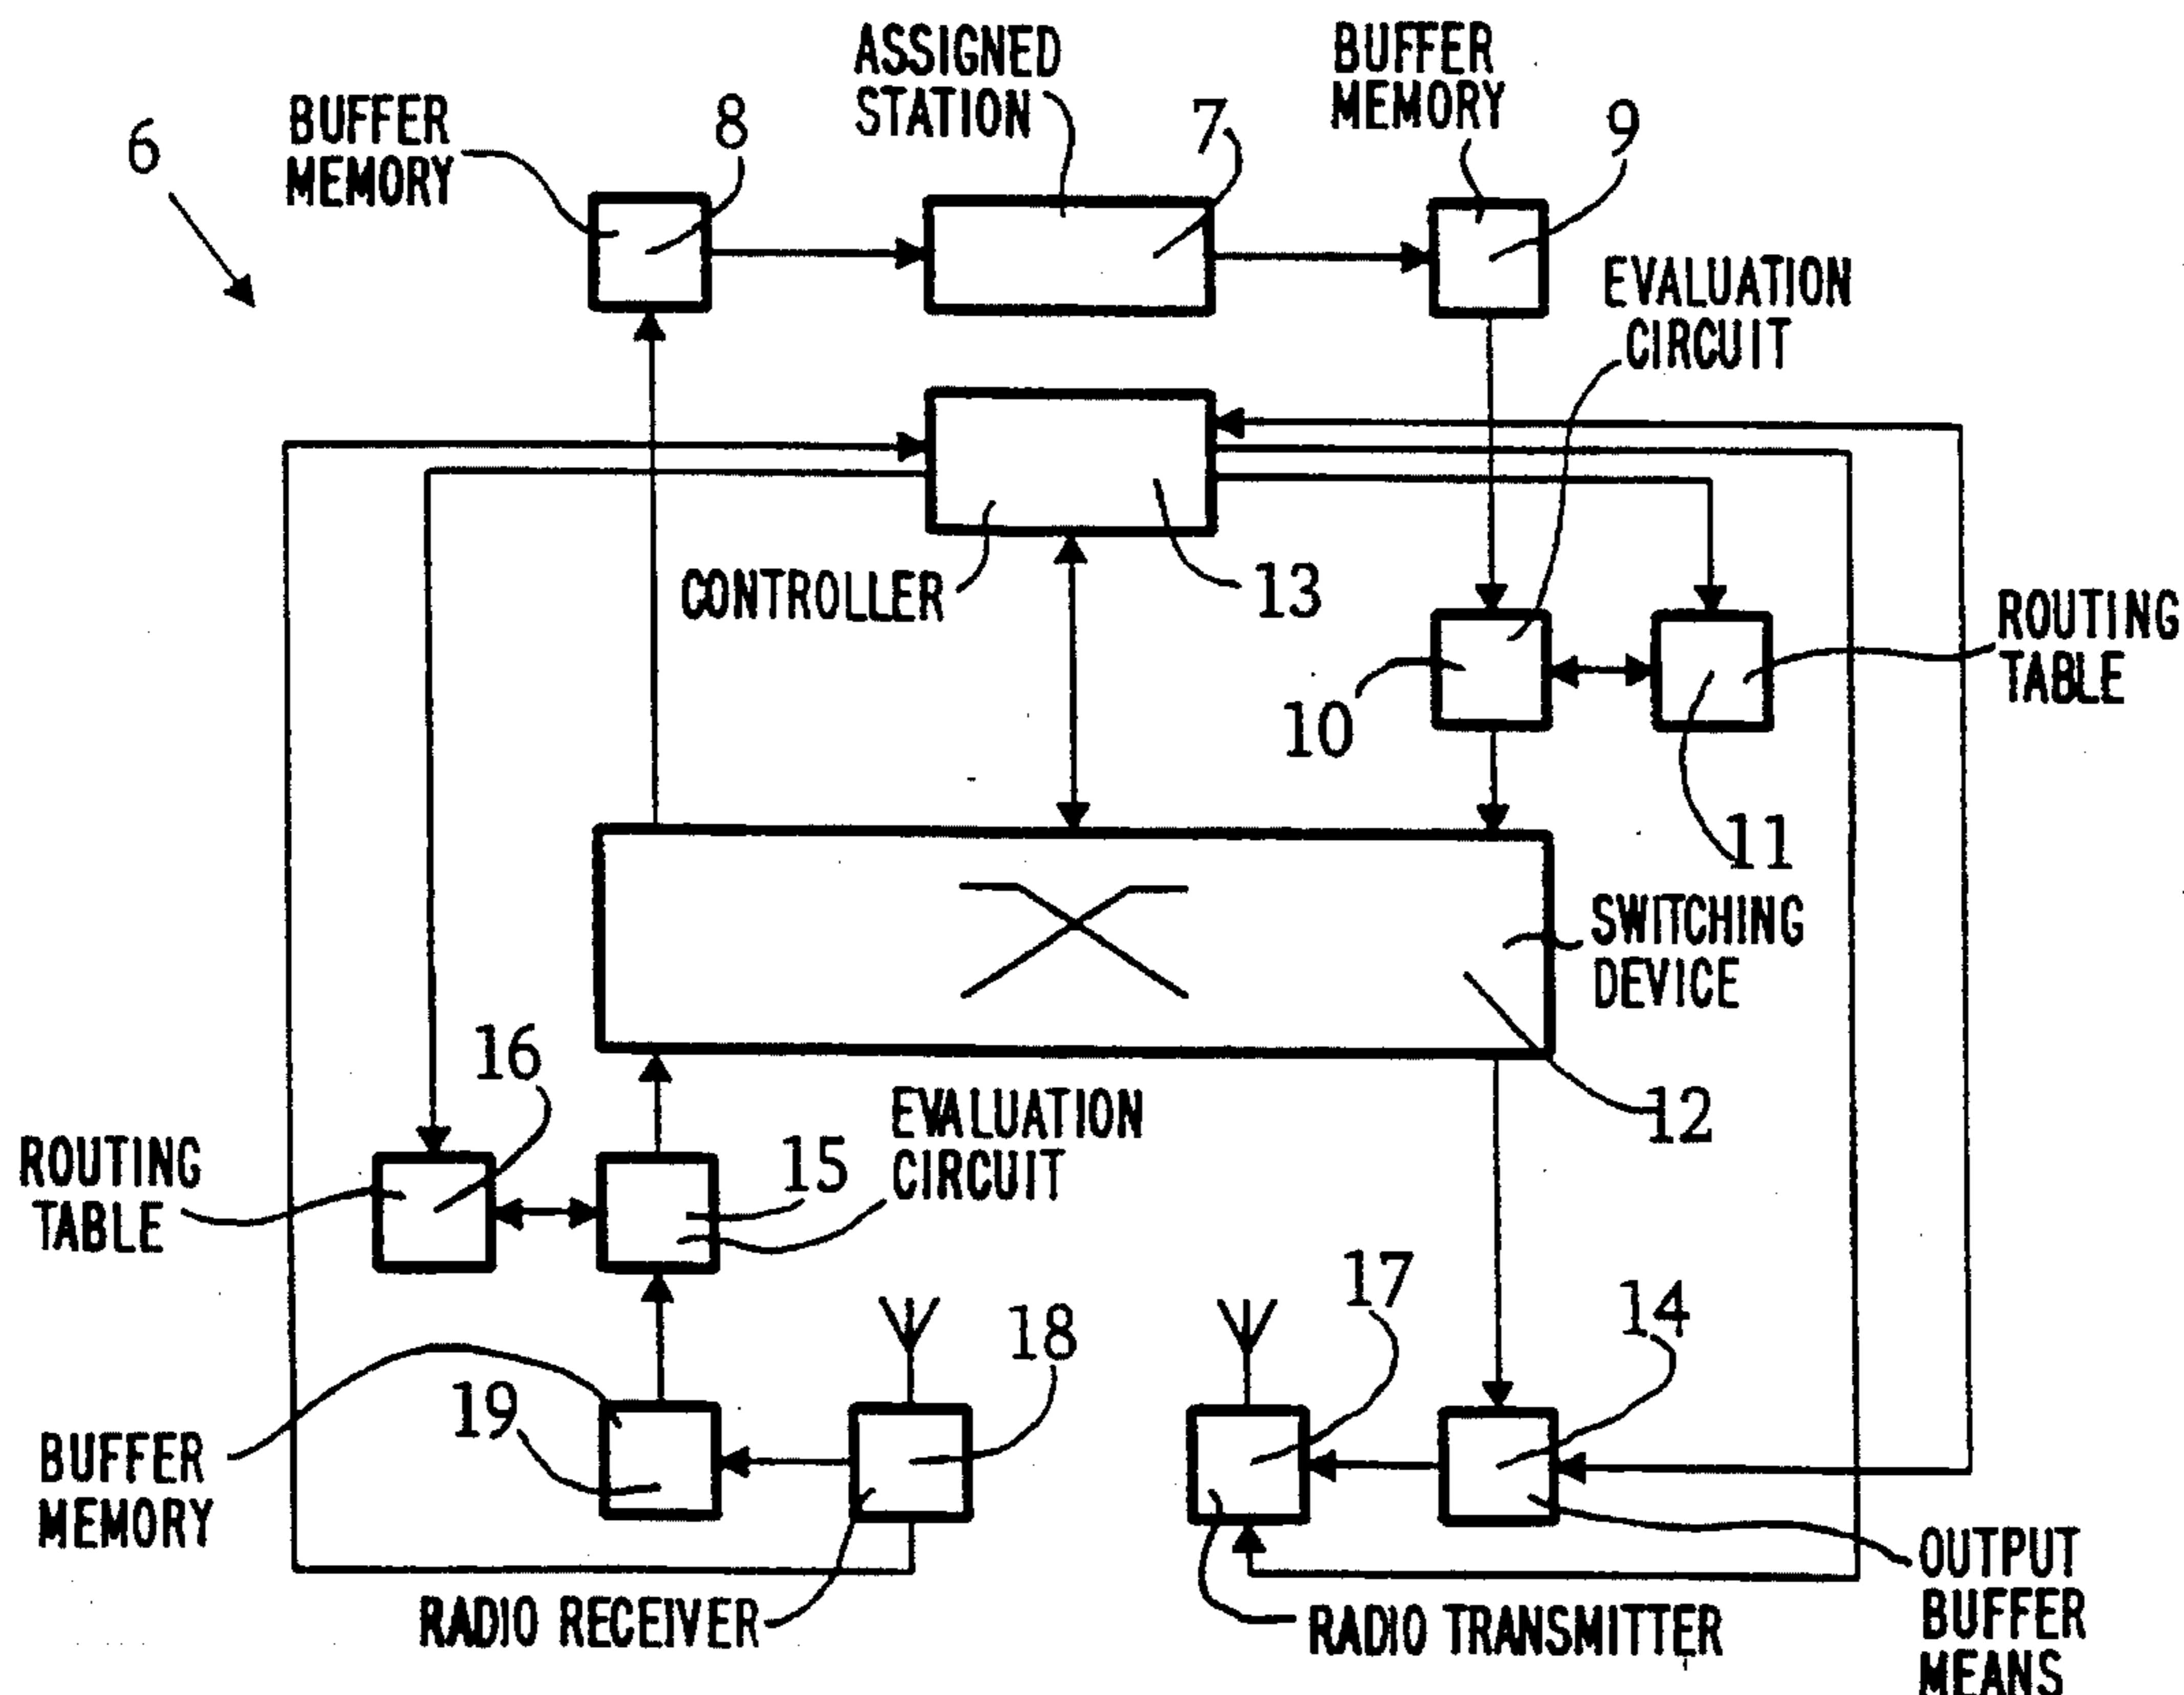 6
BUFFER
MEMORY
8
ASSIGNED
STATION
7
BUFFER
MEMORY
9
EVALUATION
CIRCUIT
CONTROLLER
13
10
11
ROUTING
TABLE
SWITCHING
DEVICE
12
16
ROUTING
TABLE
15
EVALUATION
CIRCUIT
BUFFER
MEMORY
19
18
RADIO RECEIVER
17
14
RADIO TRANSMITTER
OUTPUT
BUFFER
MEANS